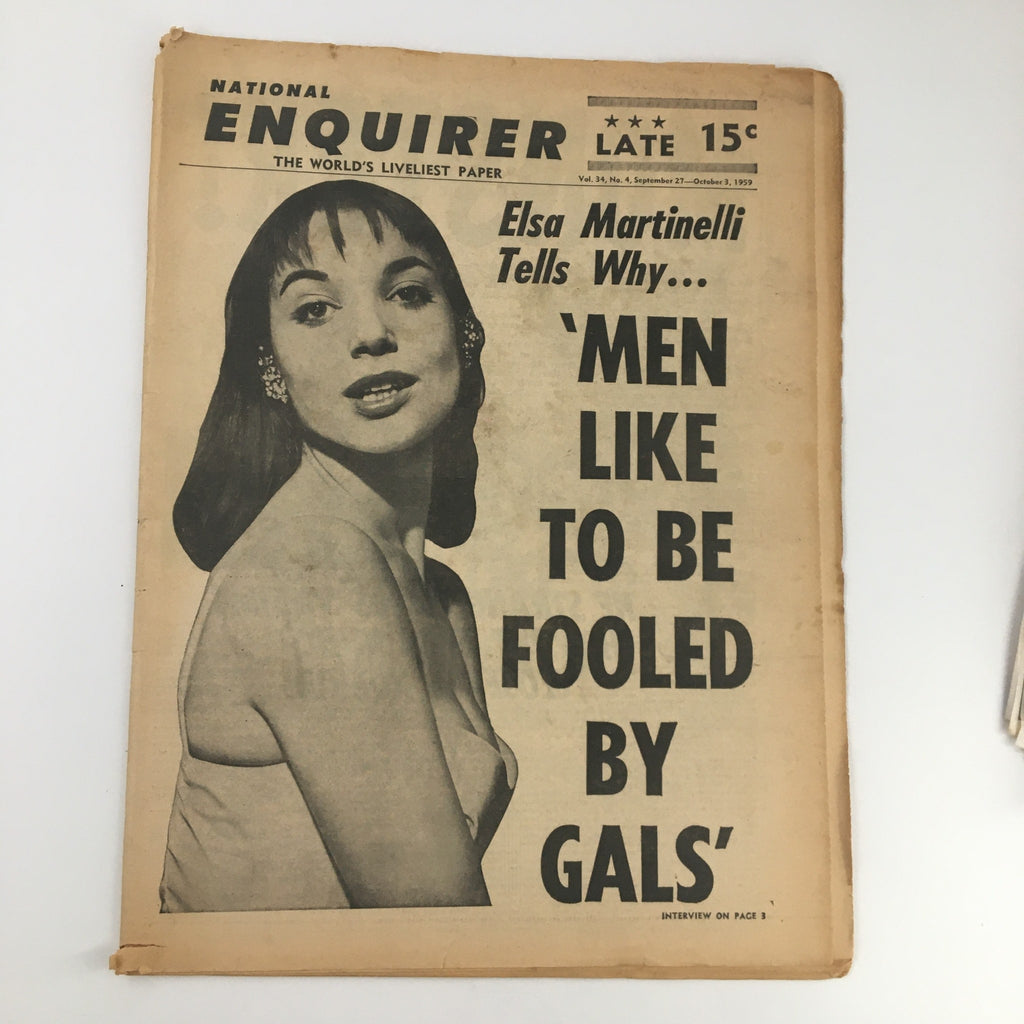 NATIONAL
ENQUIRER
THE WORLD'S LIVELIEST PAPER
★★★
LATE 15¢
Vol. 34, No. 4, September 27—October 3, 1959
Elsa Martinelli
Tells Why...
'MEN
LIKE
TO BE
FOOLED
BY
GALS'
INTERVIEW ON PAGE 3